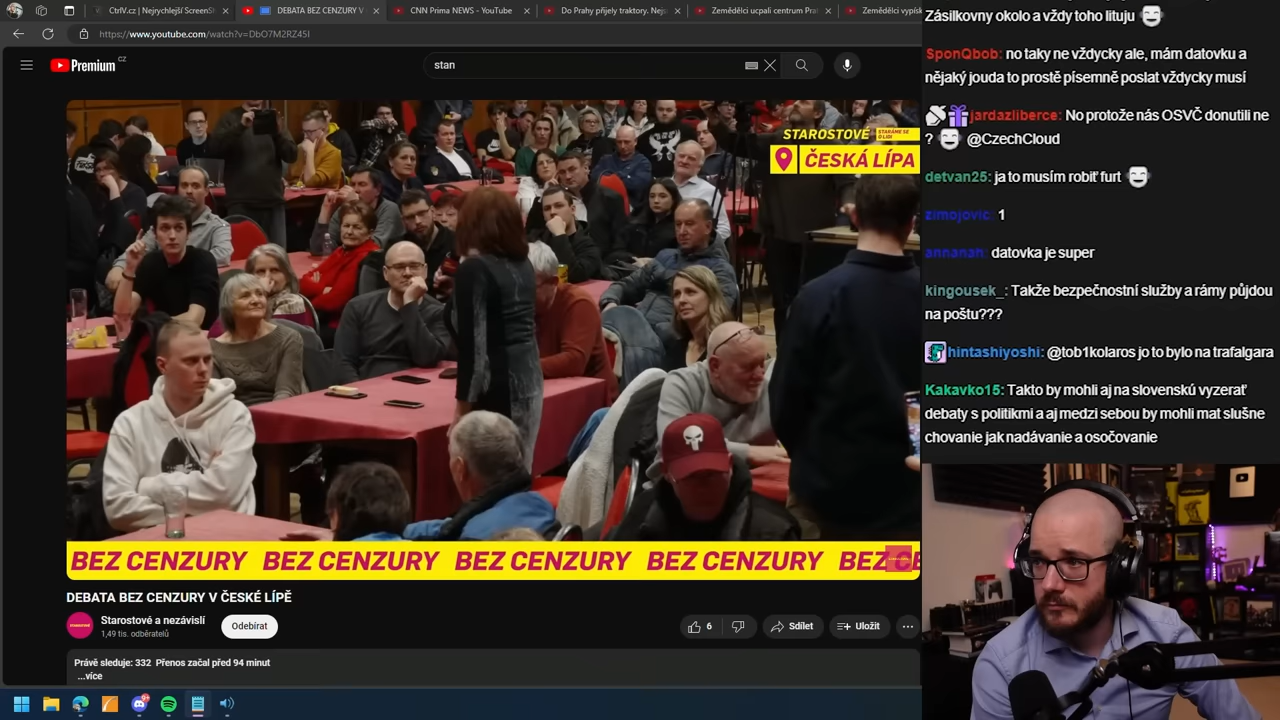 CtrlV.cz | Nejrychlejší ScreenS
DEBATA BEZ CENZURY V
CNN Prima NEWS - YouTube
Do Prahy přijely traktory. Neju
Zemědělci ucpali centrum Pra
Zemědělci vypísk
https://www.youtube.com/watch?v=DbO7M2RZ45I
Premium CZ
stan
STAROSTOVÉ STARÁME SE O LIDI
ČESKÁ LÍPA
BEZ CENZURY BEZ CENZURY BEZ CENZURY BEZ CENZURY BEZ CE
DEBATA BEZ CENZURY V ČESKÉ LÍPĚ
Starostové a nezávislí
1,49 tis. odběratelů
Odebírat
6
Sdílet
Uložit
Právě sleduje: 332 Přenos začal před 94 minut
...více
Zásilkovny okolo a vždy toho lituju
SponQbob: no taky ne vždycky ale, mám datovku a
nějaký jouda to prostě písemně poslat vždycky musí
jardazliberce: No protože nás OSVČ donutili ne
? @CzechCloud
detvan25: ja to musím robiť furt
zimojovic: 1
annanah: datovka je super
kingousek_: Takže bezpečnostní služby a rámy půjdou
na poštu???
hintashiyoshi: @tob1kolaros jo to bylo na trafalgara
Kakavko15: Takto by mohli aj na slovenskú vyzerať
debaty s politikmi a aj medzi sebou by mohli mat slušne
chovanie jak nadávanie a osočovanie